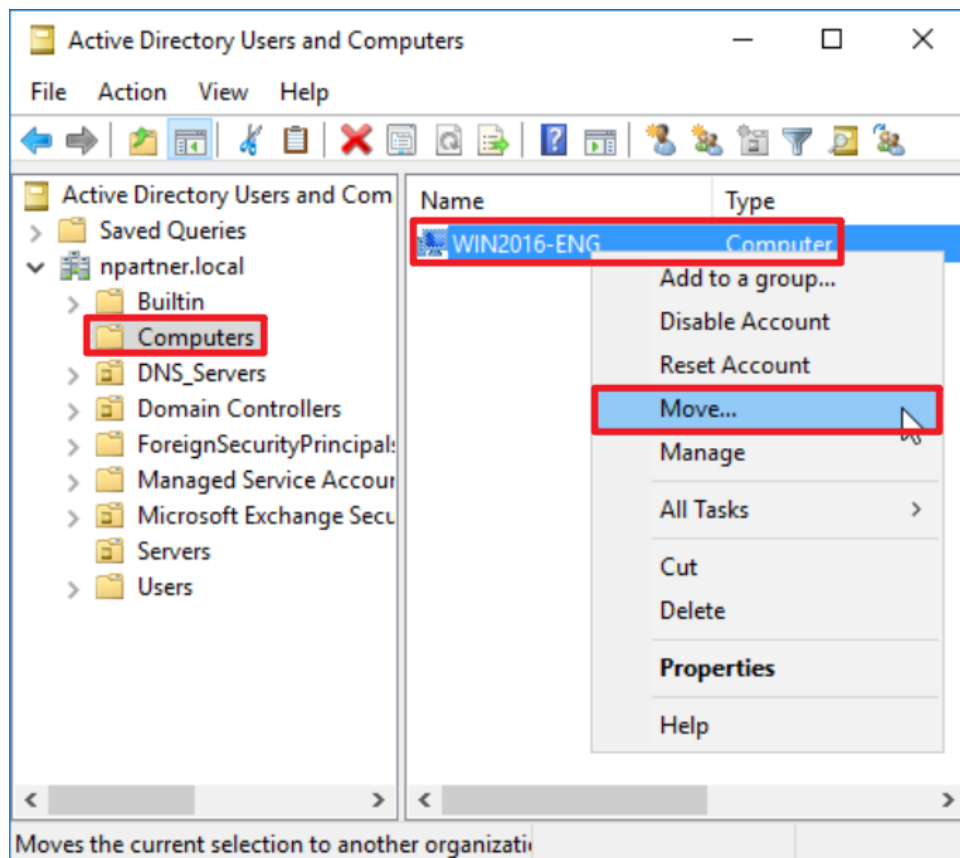 Active Directory Users and Computers
File Action View Help
Active Directory Users and Com
Saved Queries
npartner.local
Builtin
Computers
DNS_Servers
Domain Controllers
ForeignSecurityPrincipals
Managed Service Accour
Microsoft Exchange Secu
Servers
Users
Name Type
WIN2016-ENG Computer
Add to a group...
Disable Account
Reset Account
Move...
Manage
All Tasks
Cut
Delete
Properties
Help
Moves the current selection to another organizati